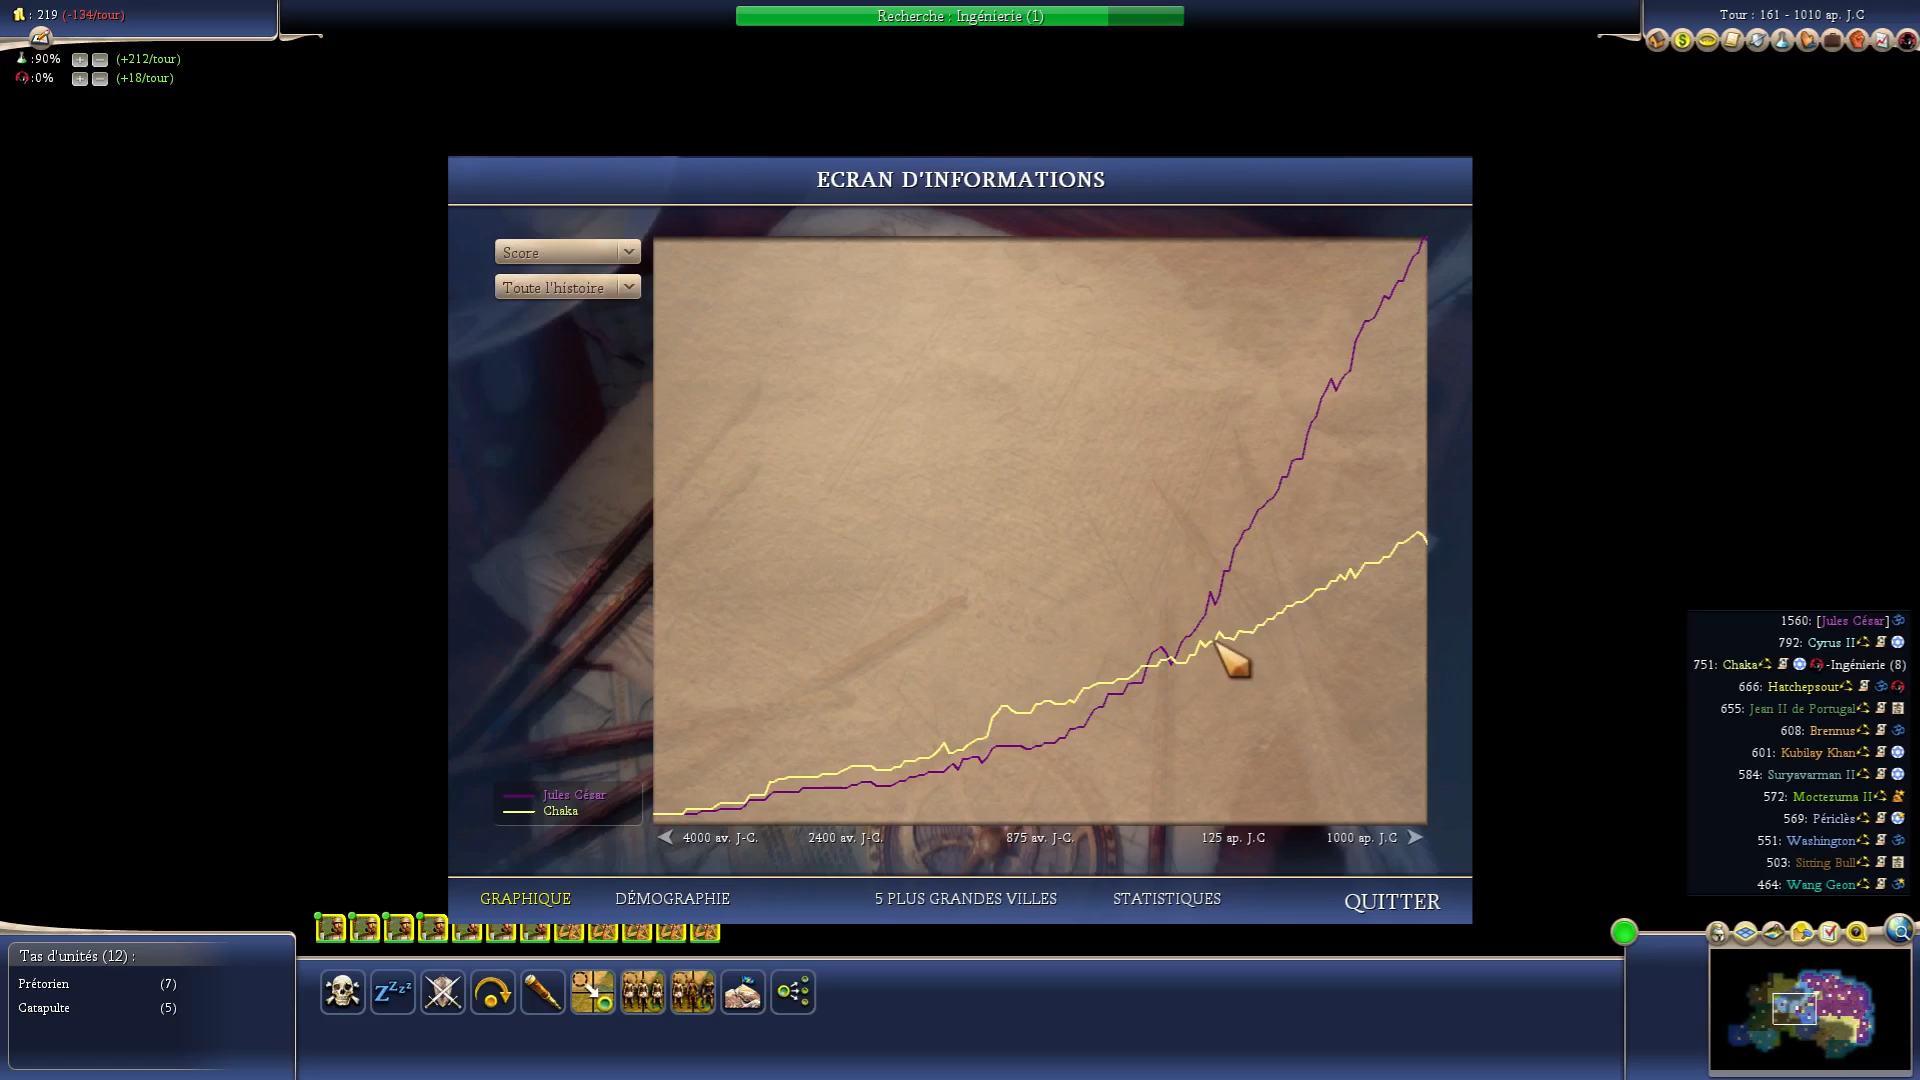 : 219 (-134/tour)
Recherche : Ingénierie (1)
Tour : 161 - 1010 ap. J.C
:90% (+212/tour)
:0% (+18/tour)
ECRAN D'INFORMATIONS
Score
Toute l'histoire
Jules César
Chaka
4000 av. J-C. 2400 av. J-C. 875 av. J-C. 125 ap. J.C 1000 ap. J.C
GRAPHIQUE DÉMOGRAPHIE 5 PLUS GRANDES VILLES STATISTIQUES QUITTER
1560: [Jules César]
792: Cyrus II
751: Chaka -Ingénierie (8)
666: Hatchepsout
655: Jean II de Portugal
608: Brennus
601: Kubilay Khan
584: Suryavarman II
572: Moctezuma II
569: Périclès
551: Washington
503: Sitting Bull
464: Wang Geon
Tas d'unités (12) :
Prétorien (7)
Catapulte (5)
Zzzz